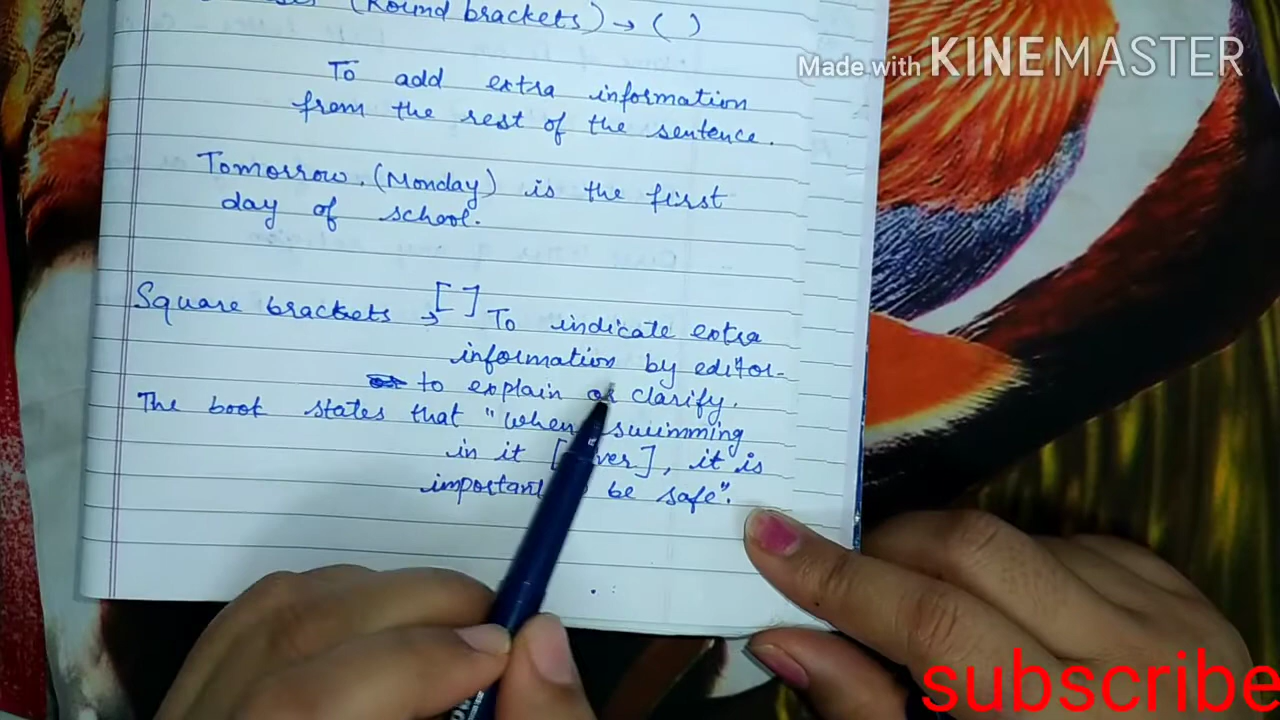 (Round brackets) → ( )
Made with KINEMASTER
To add extra information
from the rest of the sentence.
Tomorrow. (Monday) is the first
day of school.
Square brackets → [ ] To indicate extra
information by editor-
to explain or clarify.
The book states that "when swimming
in it [ver], it is
important be safe".
subscribe